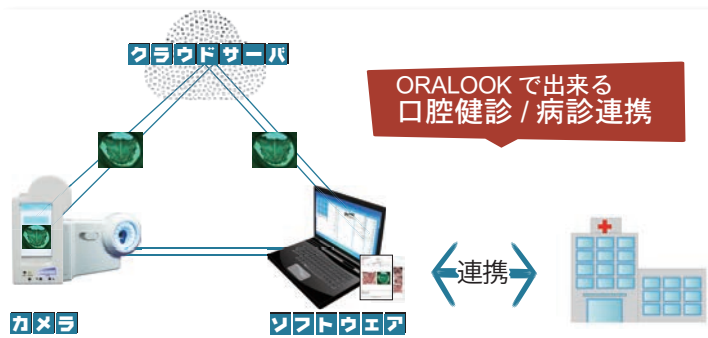 クラウドサーバ
ORALOOK で出来る
口腔健診 / 病診連携
連携
カメラ
ソフトウエア